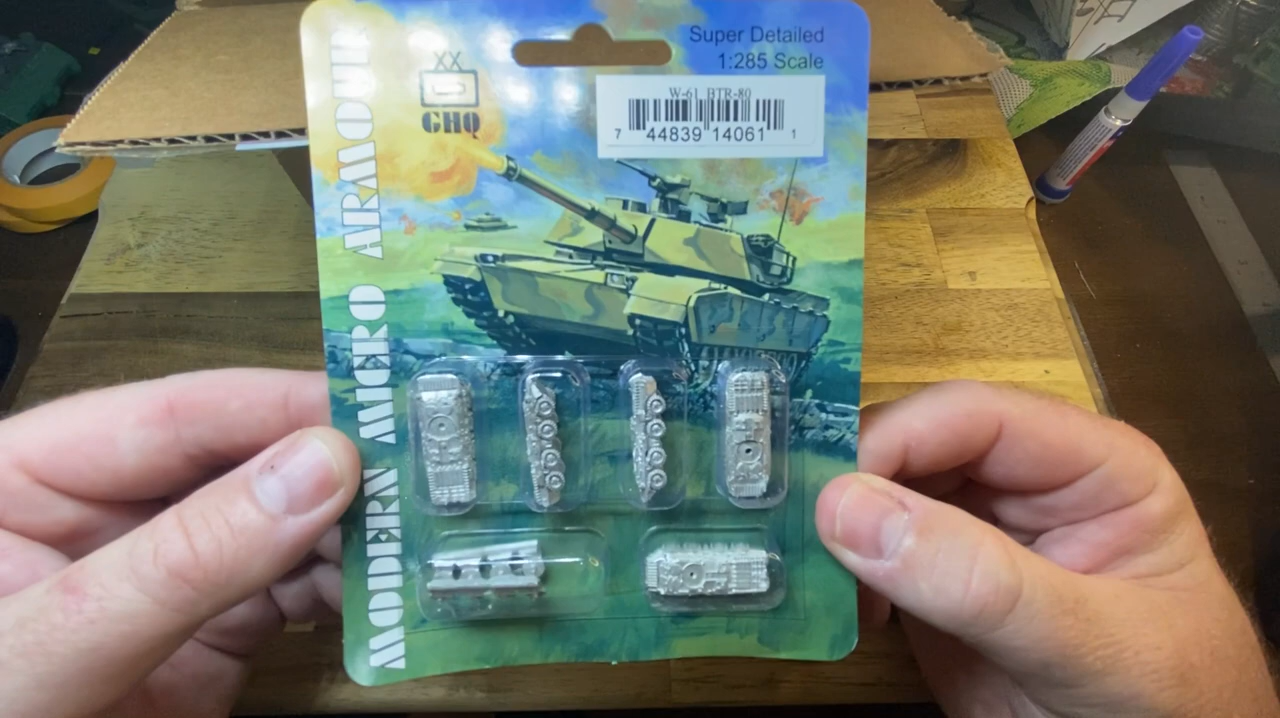 MODERN MICRO ARMOUR
XX
GHQ
Super Detailed
1:285 Scale
W-61 BTR-80
7 44839 14061 1